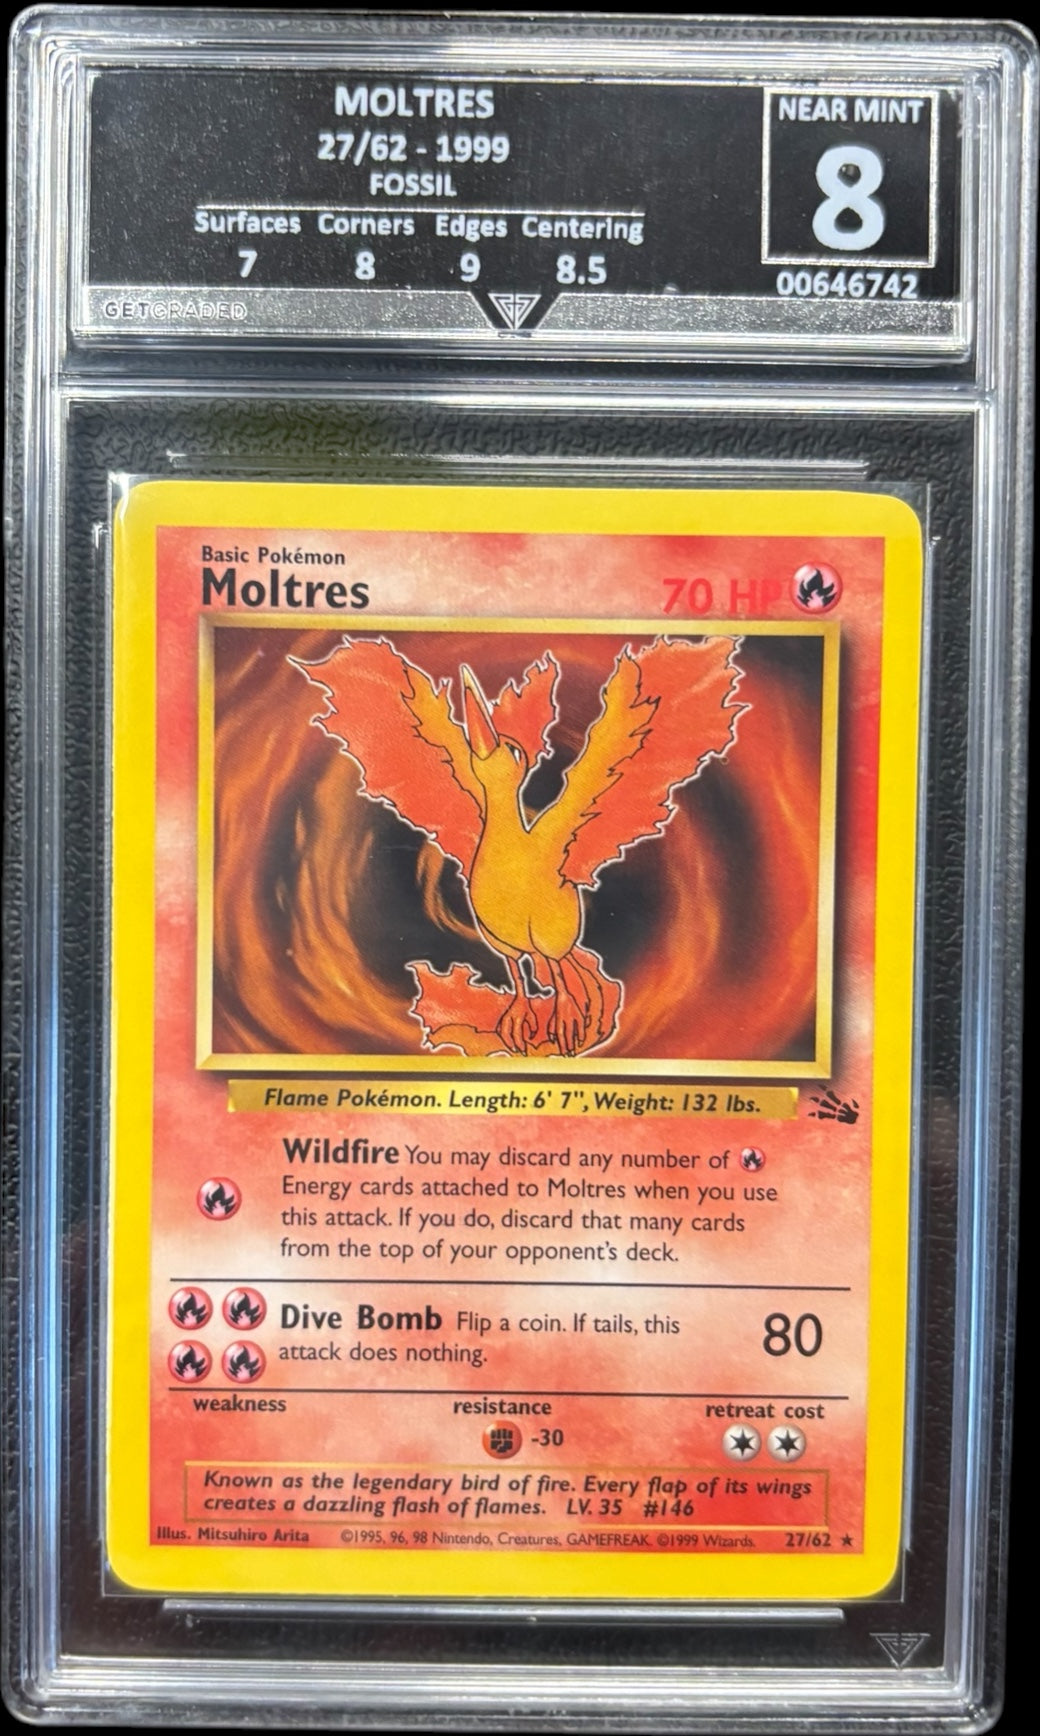 MOLTRES
27/62 - 1999
FOSSIL
Surfaces Corners Edges Centering
7 8 9 8.5
NEAR MINT
8
00646742
GETGRADED
Basic Pokémon
Moltres
70 HP
Flame Pokémon. Length: 6' 7", Weight: 132 lbs.
Wildfire You may discard any number of
Energy cards attached to Moltres when you use
this attack. If you do, discard that many cards
from the top of your opponent's deck.
Dive Bomb Flip a coin. If tails, this
attack does nothing.
80
weakness resistance retreat cost
-30
Known as the legendary bird of fire. Every flap of its wings
creates a dazzling flash of flames. LV. 35 #146
Illus. Mitsuhiro Arita ©1995, 96, 98 Nintendo, Creatures, GAMEFREAK. ©1999 Wizards. 27/62 ★